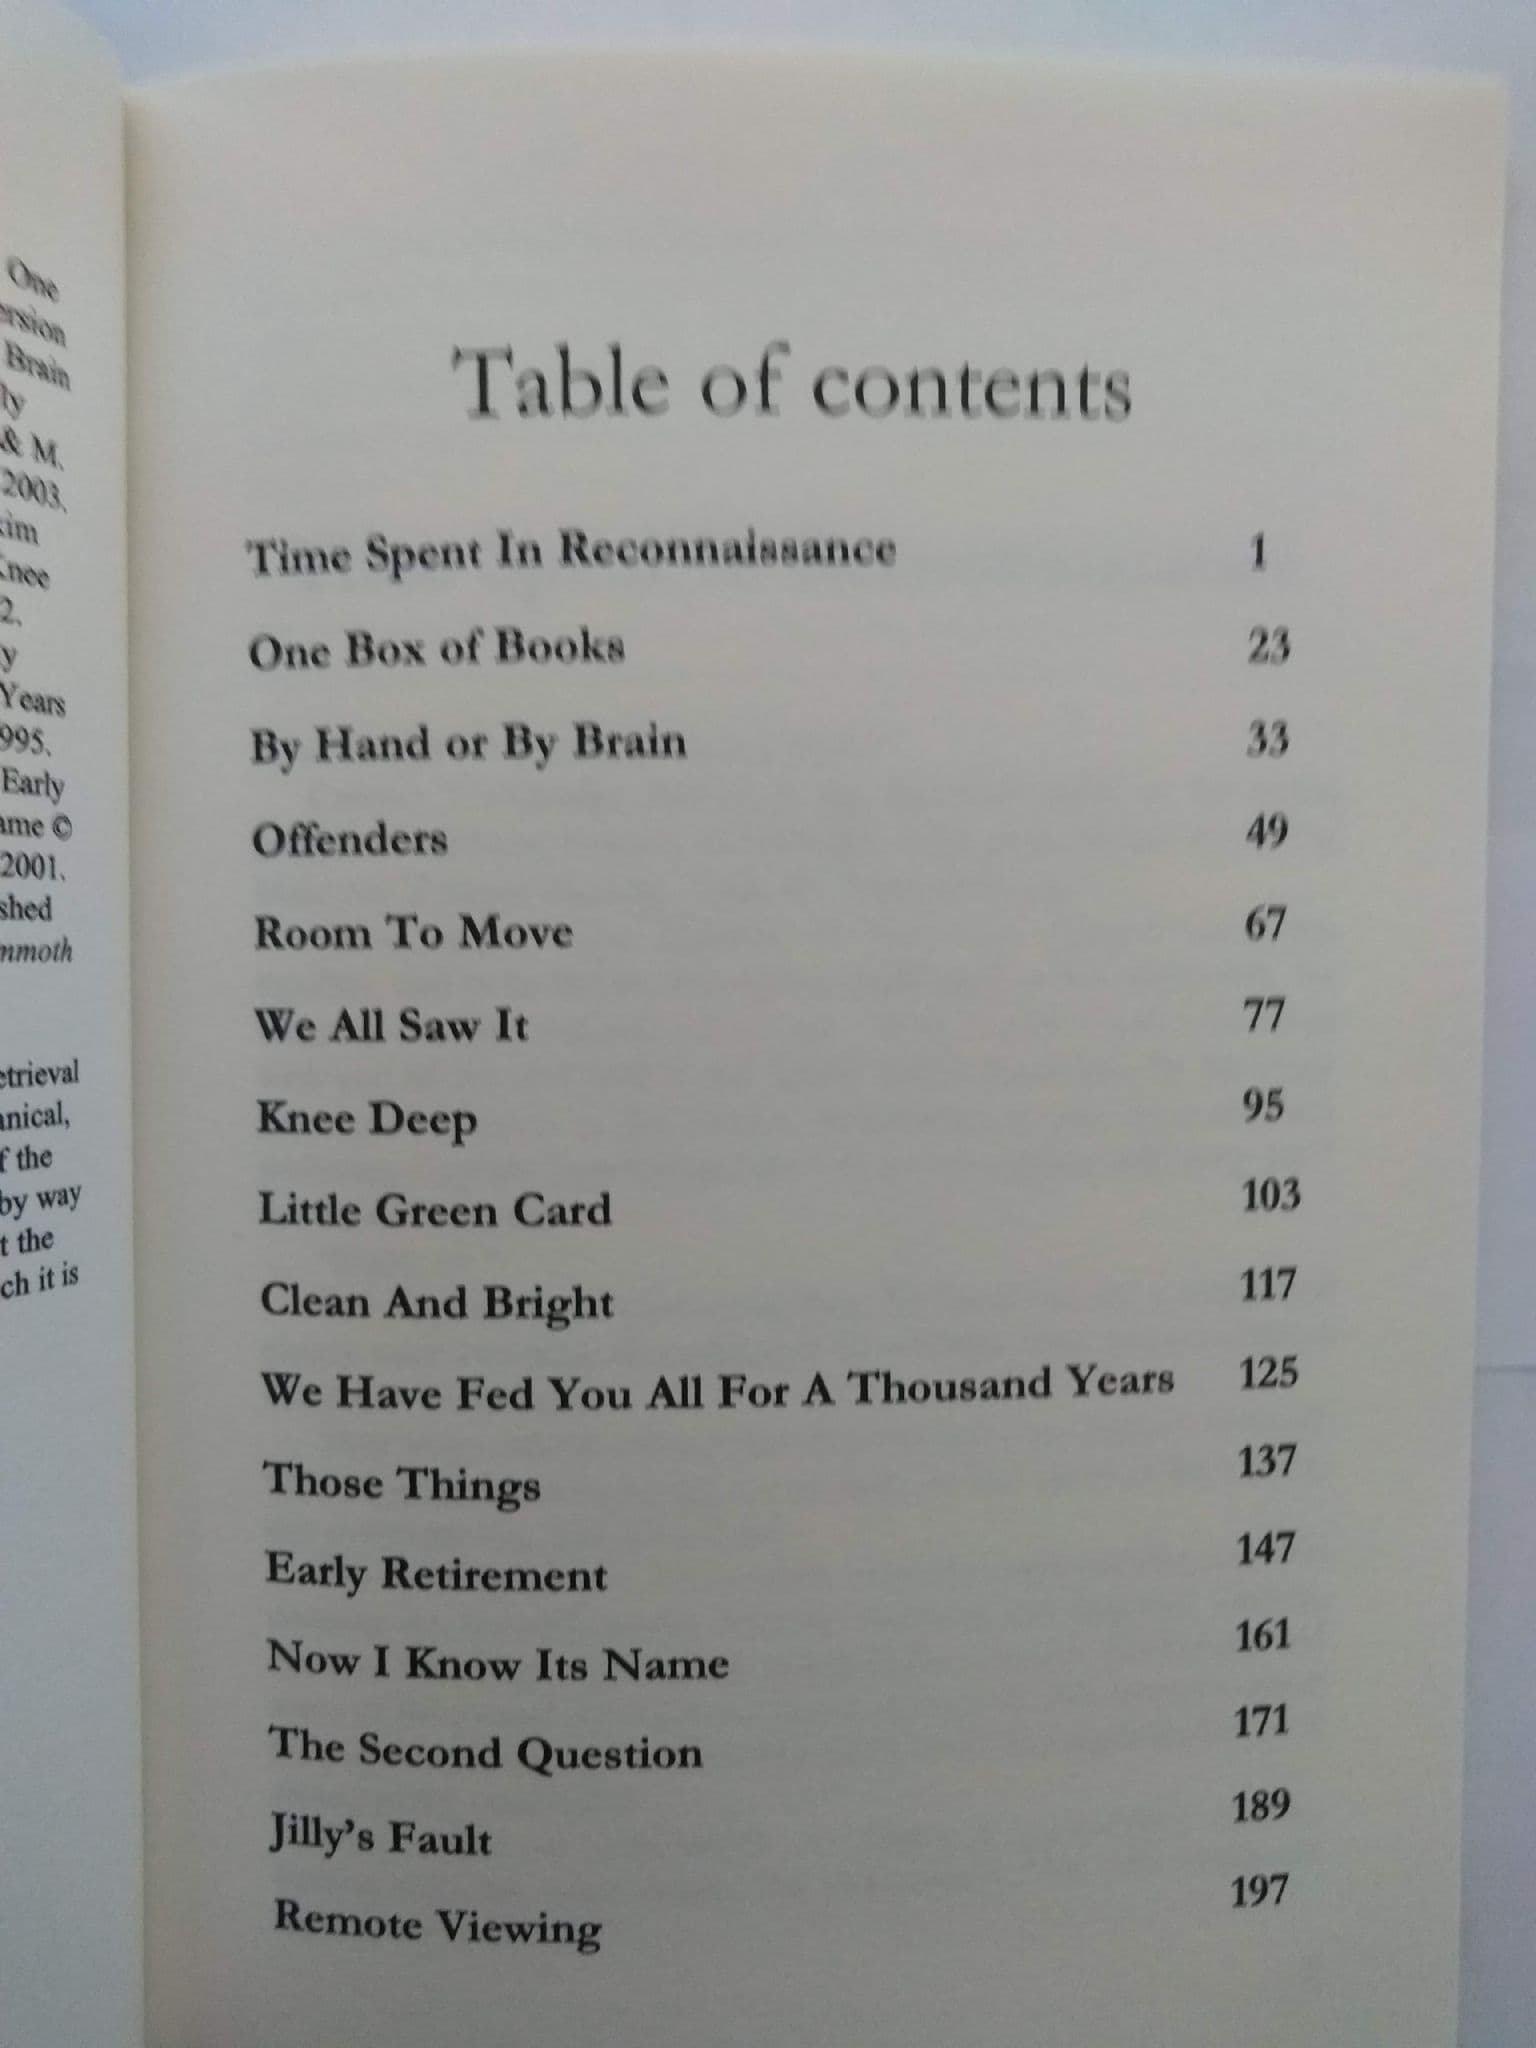 One
ersion
Brain
ly
& M.
2003.
kim
Knee
2.
y
Years
995.
Early
ame ©
2001.
shed
mmoth
etrieval
anical,
f the
by way
t the
ch it is
Table of contents
Time Spent In Reconnaissance 1
One Box of Books 23
By Hand or By Brain 33
Offenders 49
Room To Move 67
We All Saw It 77
Knee Deep 95
Little Green Card 103
Clean And Bright 117
We Have Fed You All For A Thousand Years 125
Those Things 137
Early Retirement 147
Now I Know Its Name 161
The Second Question 171
Jilly’s Fault 189
Remote Viewing 197